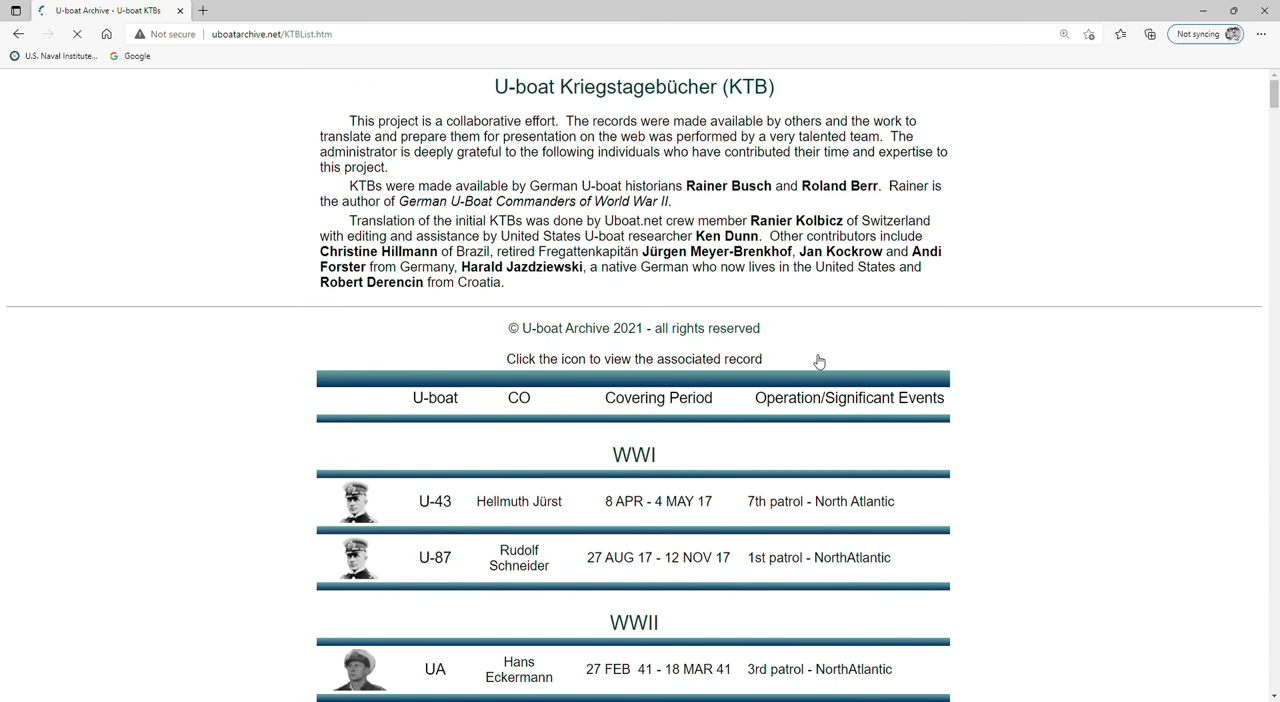 U-boat Archive - U-boat KTBs
Not secure uboatarchive.net/KTBList.htm Not syncing
U.S. Naval Institute... Google
U-boat Kriegstagebücher (KTB)
This project is a collaborative effort. The records were made available by others and the work to
translate and prepare them for presentation on the web was performed by a very talented team. The
administrator is deeply grateful to the following individuals who have contributed their time and expertise to
this project.
KTBs were made available by German U-boat historians Rainer Busch and Roland Berr. Rainer is
the author of German U-Boat Commanders of World War II.
Translation of the initial KTBs was done by Uboat.net crew member Ranier Kolbicz of Switzerland
with editing and assistance by United States U-boat researcher Ken Dunn. Other contributors include
Christine Hillmann of Brazil, retired Fregattenkapitän Jürgen Meyer-Brenkhof, Jan Kockrow and Andi
Forster from Germany, Harald Jazdziewski, a native German who now lives in the United States and
Robert Derencin from Croatia.
© U-boat Archive 2021 - all rights reserved
Click the icon to view the associated record
U-boat CO Covering Period Operation/Significant Events
WWI
U-43 Hellmuth Jürst 8 APR - 4 MAY 17 7th patrol - North Atlantic
U-87 Rudolf Schneider 27 AUG 17 - 12 NOV 17 1st patrol - NorthAtlantic
WWII
UA Hans Eckermann 27 FEB 41 - 18 MAR 41 3rd patrol - NorthAtlantic